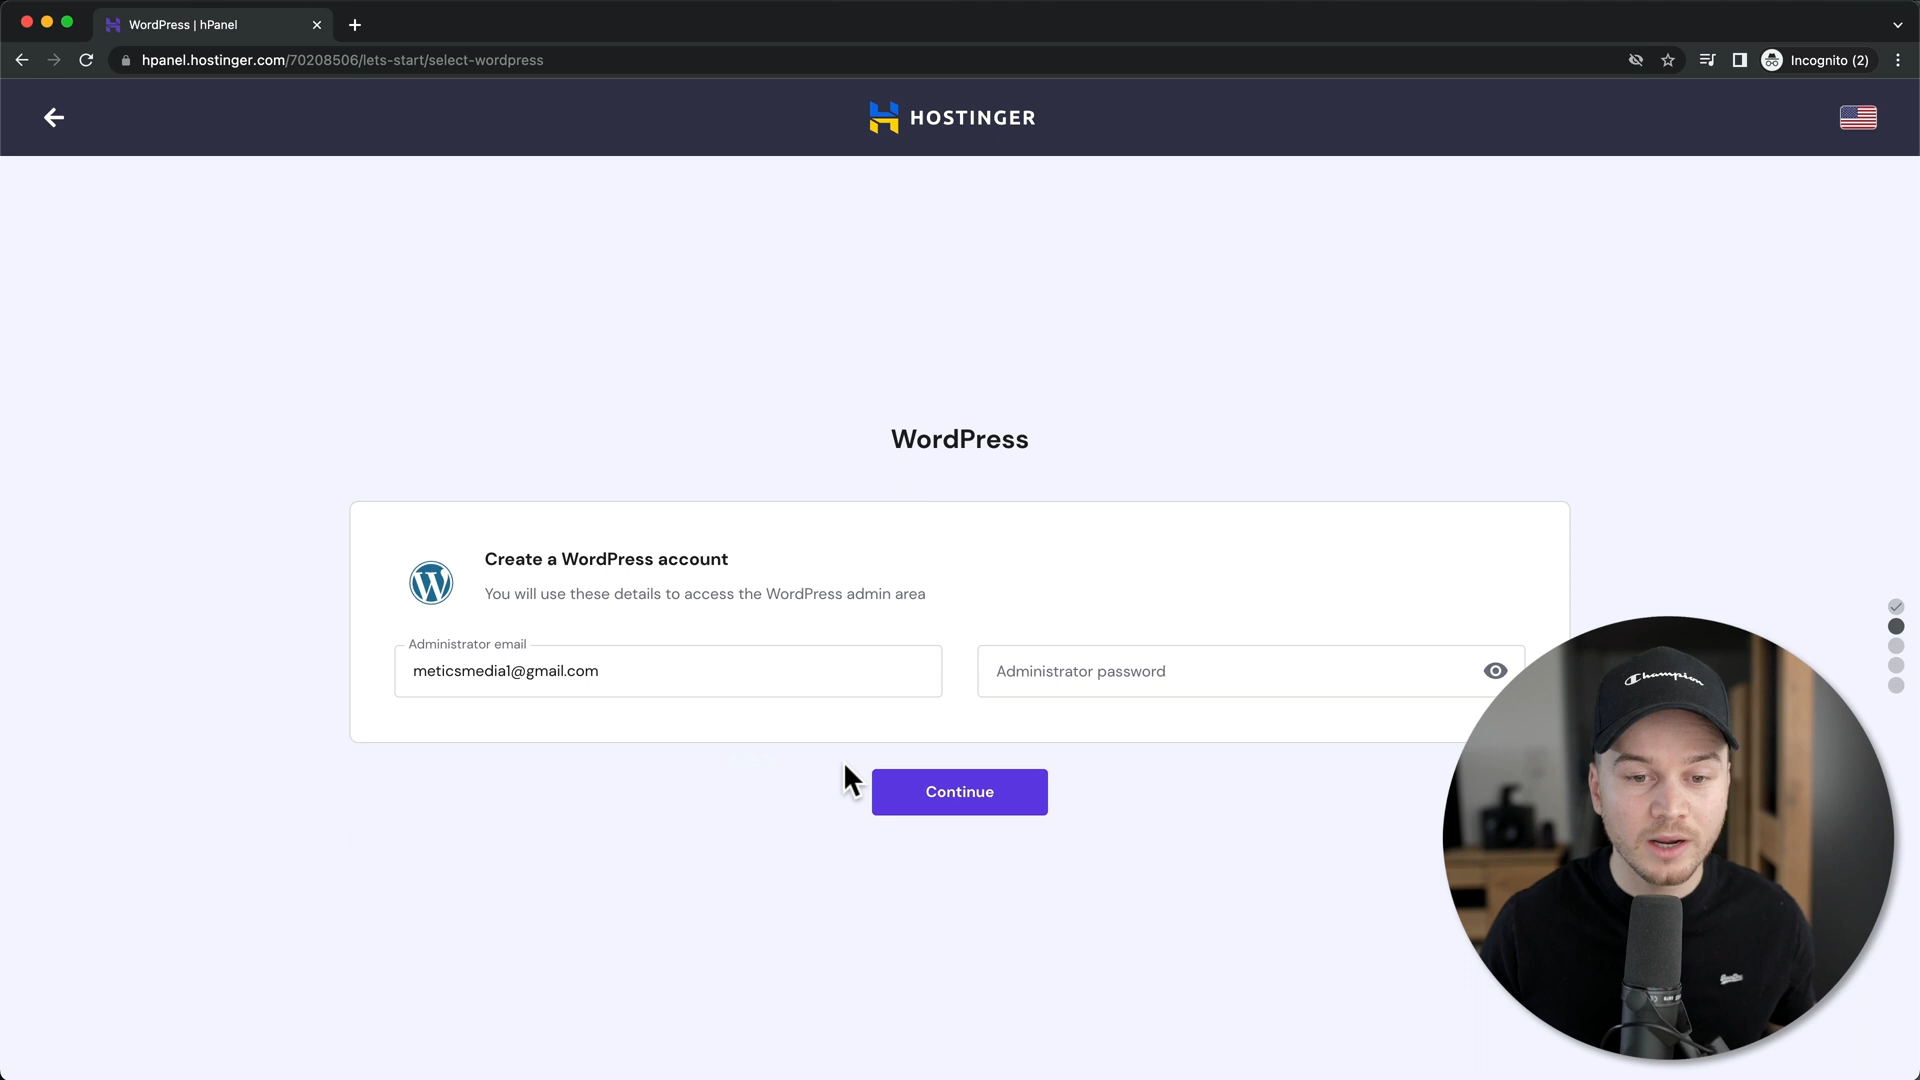 WordPress | hPanel
hpanel.hostinger.com/70208506/lets-start/select-wordpress
Incognito (2)
HOSTINGER
WordPress
Create a WordPress account
You will use these details to access the WordPress admin area
Administrator email
meticsmedia1@gmail.com
Administrator password
Continue
Champion